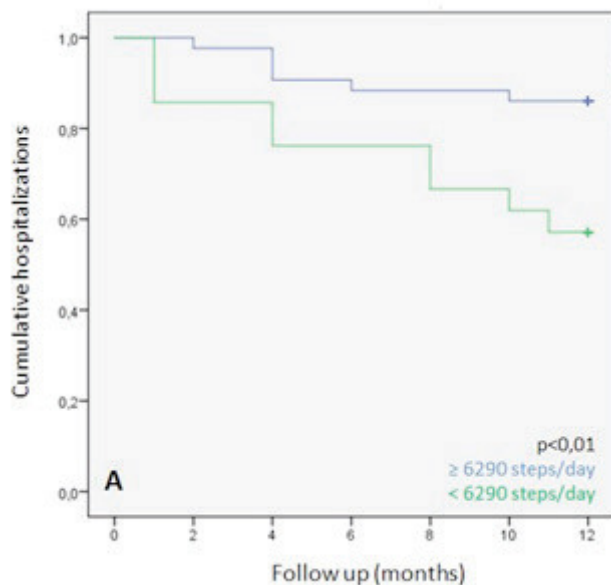 Cumulative hospitalizations
1,0
0,8
0,6
0,4
0,2
0,0
A
p<0,01
≥ 6290 steps/day
< 6290 steps/day
0 2 4 6 8 10 12
Follow up (months)